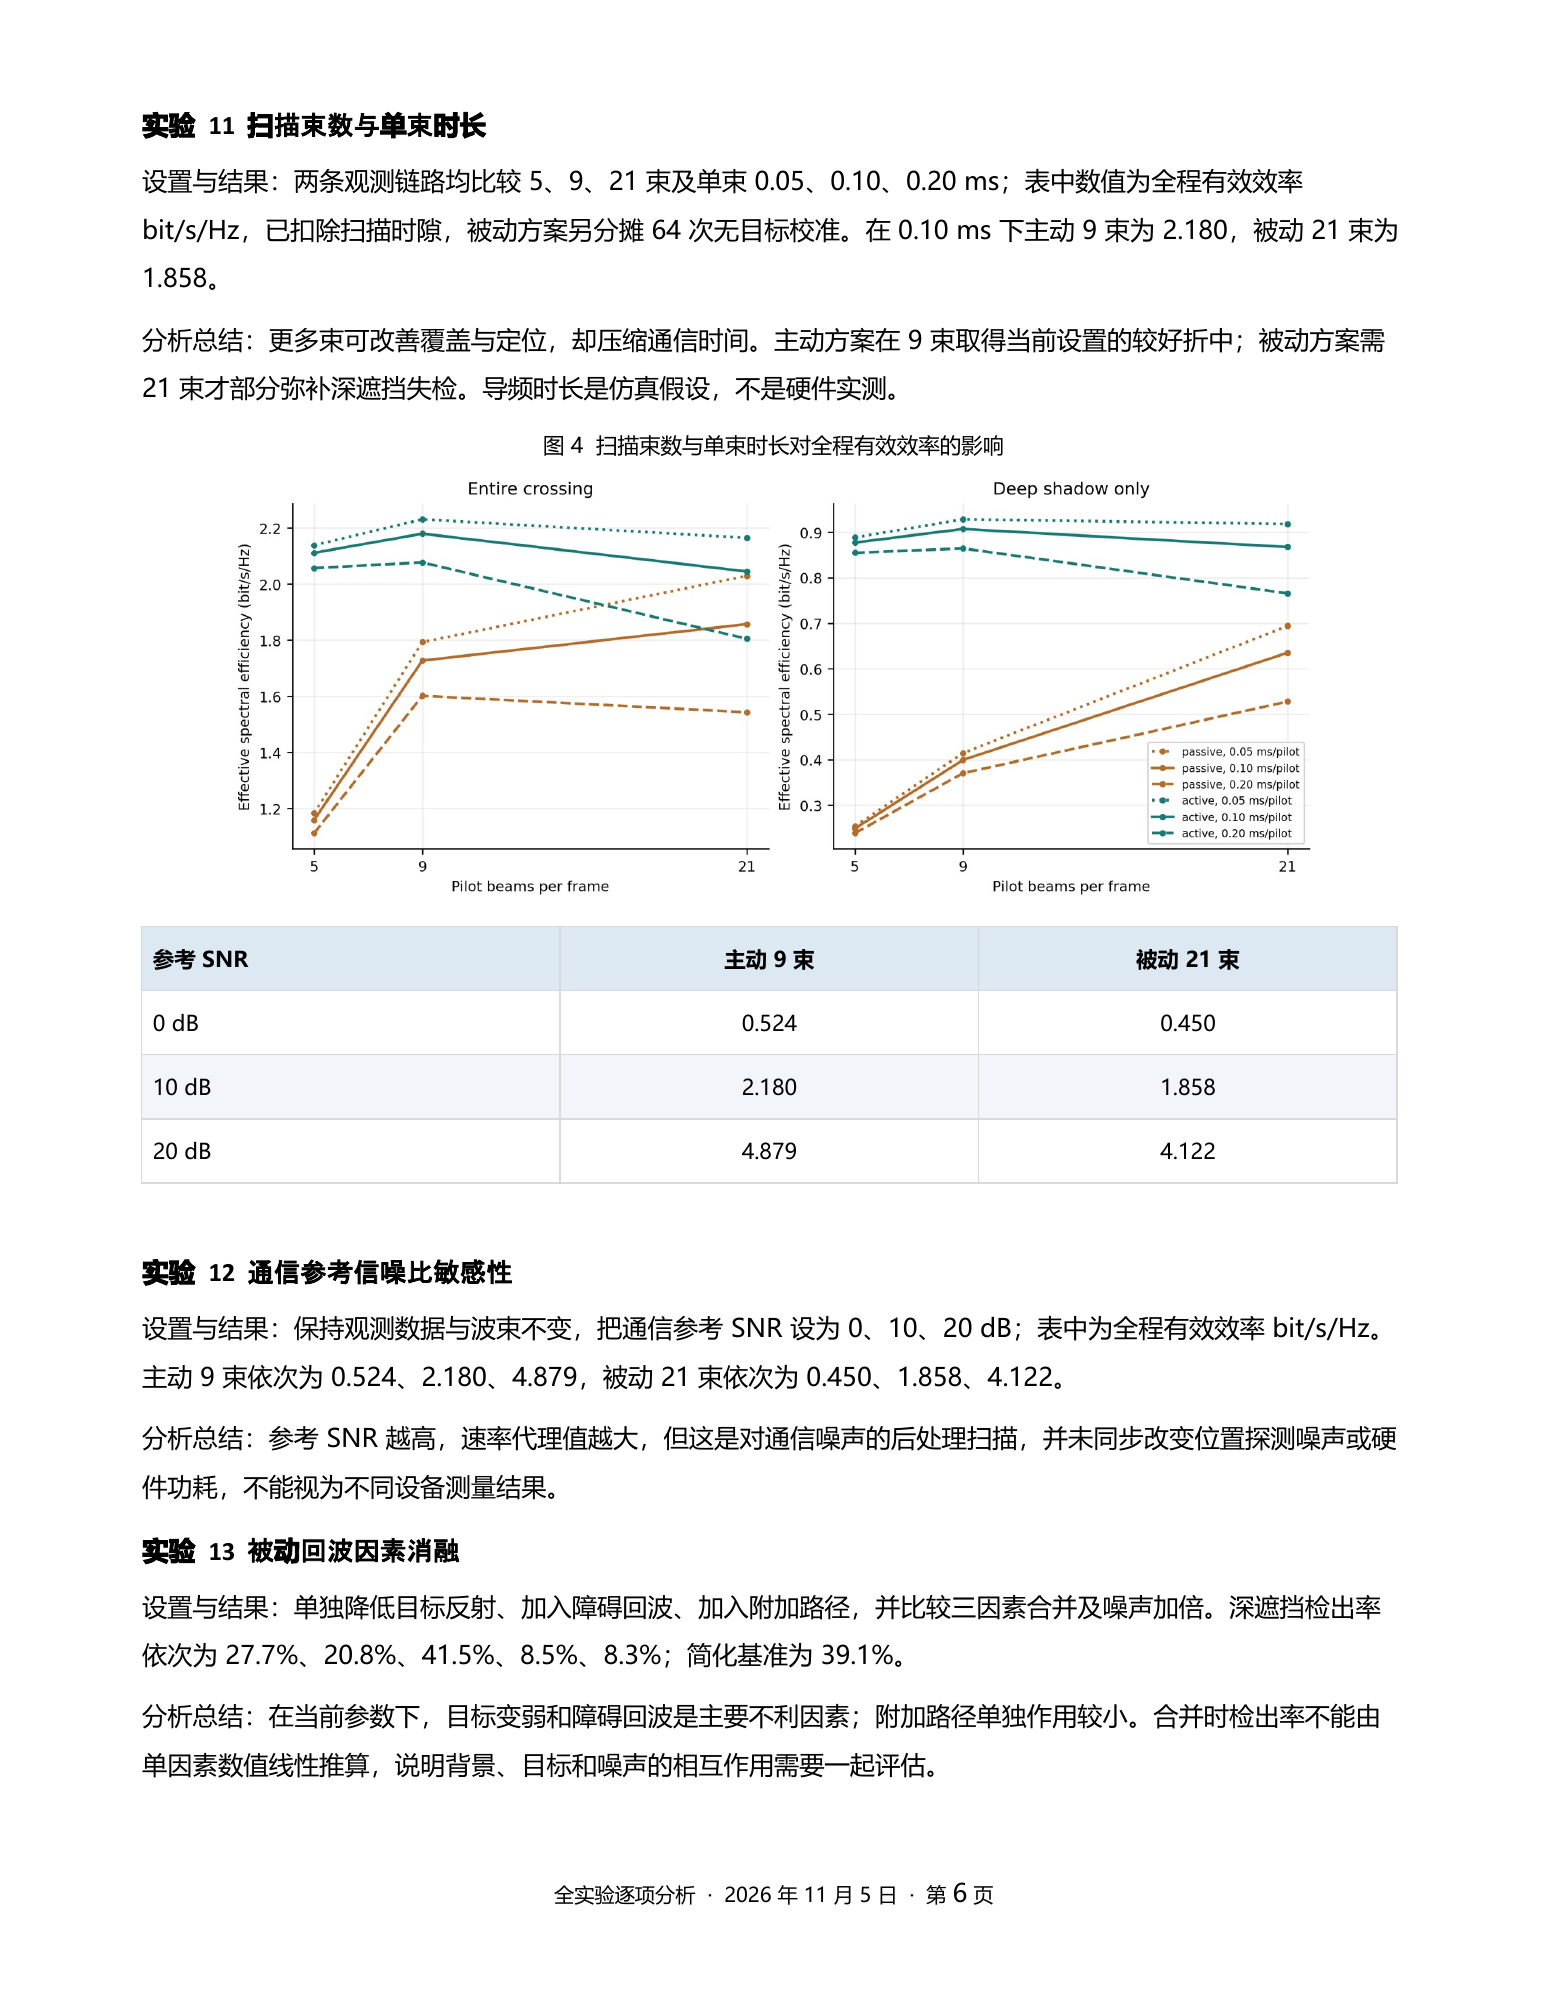 实验 11 扫描束数与单束时长
设置与结果：两条观测链路均比较 5、9、21 束及单束 0.05、0.10、0.20 ms；表中数值为全程有效效率
bit/s/Hz，已扣除扫描时隙，被动方案另分摊 64 次无目标校准。在 0.10 ms 下主动 9 束为 2.180，被动 21 束为
1.858。
分析总结：更多束可改善覆盖与定位，却压缩通信时间。主动方案在 9 束取得当前设置的较好折中；被动方案需
21 束才部分弥补深遮挡失检。导频时长是仿真假设，不是硬件实测。
图 4 扫描束数与单束时长对全程有效效率的影响
Entire crossing
Effective spectral efficiency (bit/s/Hz)
2.2
2.0
1.8
1.6
1.4
1.2
5 9 21
Pilot beams per frame
Deep shadow only
Effective spectral efficiency (bit/s/Hz)
0.9
0.8
0.7
0.6
0.5
0.4
0.3
passive, 0.05 ms/pilot
passive, 0.10 ms/pilot
passive, 0.20 ms/pilot
active, 0.05 ms/pilot
active, 0.10 ms/pilot
active, 0.20 ms/pilot
5 9 21
Pilot beams per frame
参考 SNR 主动 9 束 被动 21 束
0 dB 0.524 0.450
10 dB 2.180 1.858
20 dB 4.879 4.122
实验 12 通信参考信噪比敏感性
设置与结果：保持观测数据与波束不变，把通信参考 SNR 设为 0、10、20 dB；表中为全程有效效率 bit/s/Hz。
主动 9 束依次为 0.524、2.180、4.879，被动 21 束依次为 0.450、1.858、4.122。
分析总结：参考 SNR 越高，速率代理值越大，但这是对通信噪声的后处理扫描，并未同步改变位置探测噪声或硬
件功耗，不能视为不同设备测量结果。
实验 13 被动回波因素消融
设置与结果：单独降低目标反射、加入障碍回波、加入附加路径，并比较三因素合并及噪声加倍。深遮挡检出率
依次为 27.7%、20.8%、41.5%、8.5%、8.3%；简化基准为 39.1%。
分析总结：在当前参数下，目标变弱和障碍回波是主要不利因素；附加路径单独作用较小。合并时检出率不能由
单因素数值线性推算，说明背景、目标和噪声的相互作用需要一起评估。
全实验逐项分析 · 2026 年 11 月 5 日 · 第 6 页